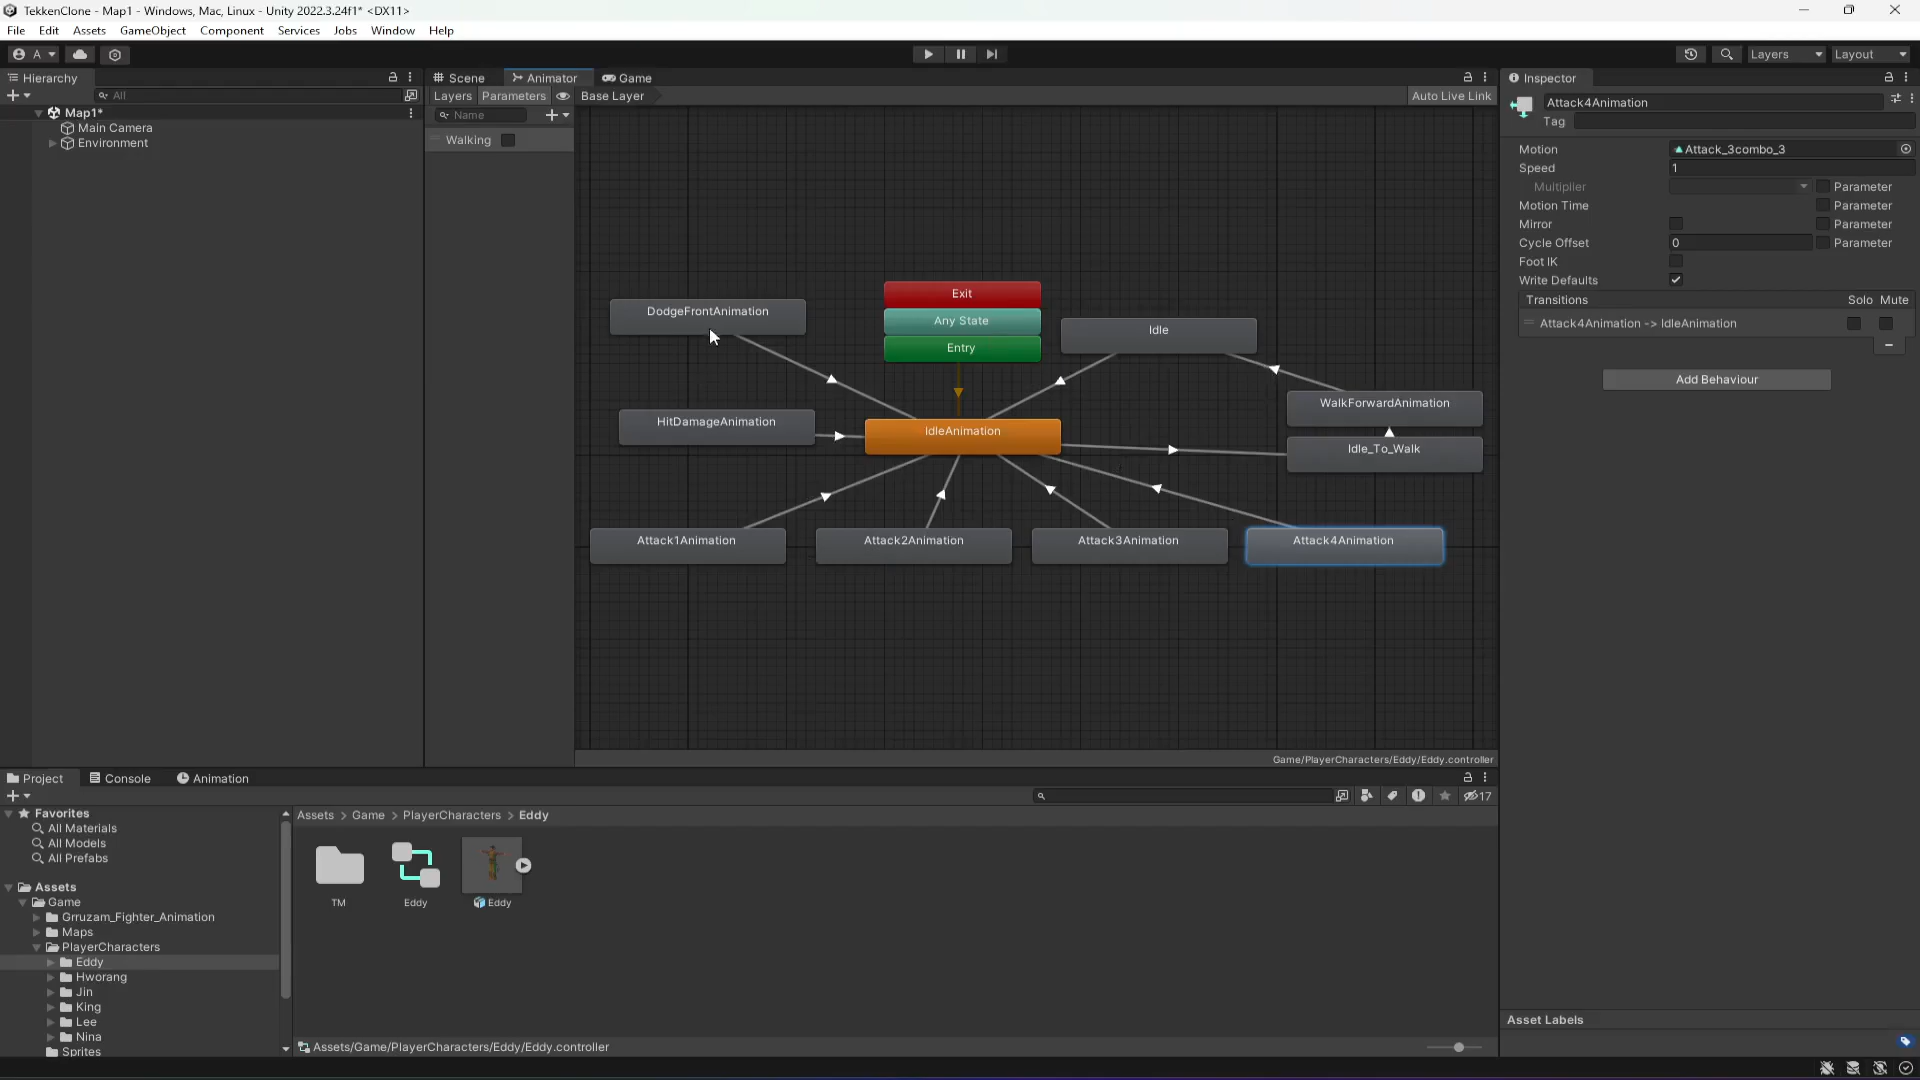 TekkenClone - Map1 - Windows, Mac, Linux - Unity 2022.3.24f1* <DX11>
File Edit Assets GameObject Component Services Jobs Window Help
A Layers Layout
Hierarchy
All
Map1*
Main Camera
Environment
Scene Animator Game
Layers Parameters Base Layer Auto Live Link
Name
Walking
Exit
Any State
Entry
DodgeFrontAnimation
Idle
WalkForwardAnimation
HitDamageAnimation
IdleAnimation
Idle_To_Walk
Attack1Animation
Attack2Animation
Attack3Animation
Attack4Animation
Game/PlayerCharacters/Eddy/Eddy.controller
Inspector
Attack4Animation
Tag
Motion Attack_3combo_3
Speed 1
Multiplier Parameter
Motion Time Parameter
Mirror Parameter
Cycle Offset 0 Parameter
Foot IK
Write Defaults
Transitions Solo Mute
Attack4Animation -> IdleAnimation
Add Behaviour
Asset Labels
Project Console Animation
17
Favorites
All Materials
All Models
All Prefabs
Assets
Game
Grruzam_Fighter_Animation
Maps
PlayerCharacters
Eddy
Hworang
Jin
King
Lee
Nina
Sprites
Assets > Game > PlayerCharacters > Eddy
TM
Eddy
Eddy
Assets/Game/PlayerCharacters/Eddy/Eddy.controller